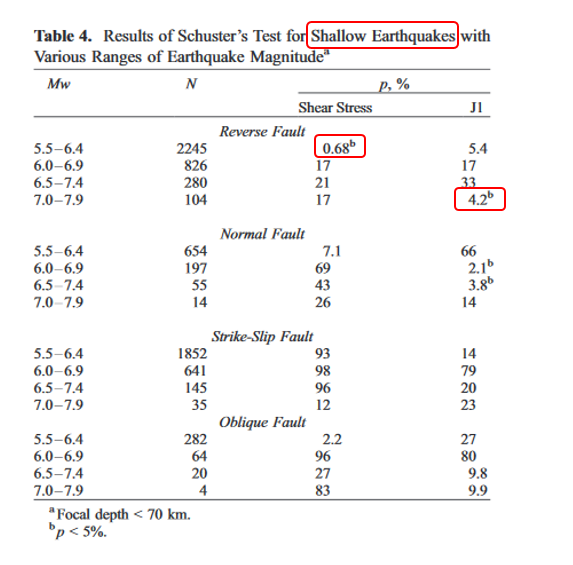 Table 4. Results of Schuster's Test for Shallow Earthquakes with
Various Ranges of Earthquake Magnitudeᵃ
Mw N p, %
Shear Stress J1
Reverse Fault
5.5–6.4 2245 0.68ᵇ 5.4
6.0–6.9 826 17 17
6.5–7.4 280 21 33
7.0–7.9 104 17 4.2ᵇ
Normal Fault
5.5–6.4 654 7.1 66
6.0–6.9 197 69 2.1ᵇ
6.5–7.4 55 43 3.8ᵇ
7.0–7.9 14 26 14
Strike-Slip Fault
5.5–6.4 1852 93 14
6.0–6.9 641 98 79
6.5–7.4 145 96 20
7.0–7.9 35 12 23
Oblique Fault
5.5–6.4 282 2.2 27
6.0–6.9 64 96 80
6.5–7.4 20 27 9.8
7.0–7.9 4 83 9.9
ᵃFocal depth < 70 km.
ᵇp < 5%.